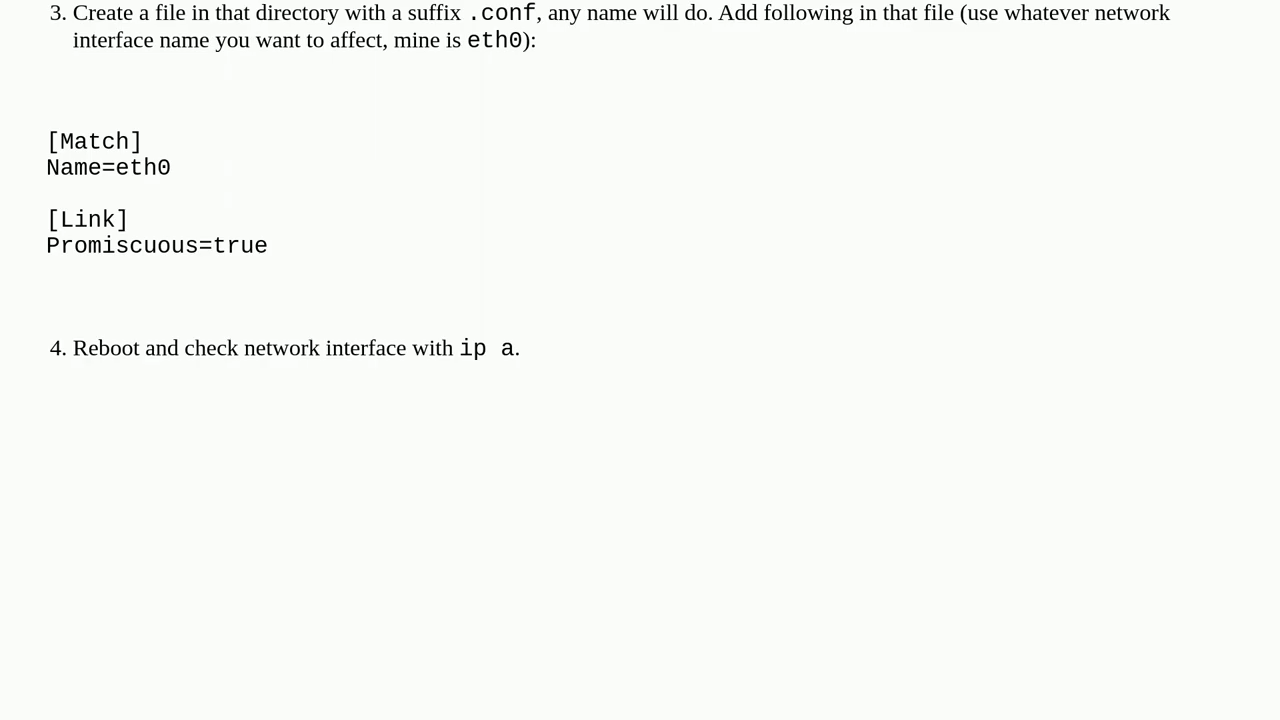 3. Create a file in that directory with a suffix .conf, any name will do. Add following in that file (use whatever network
interface name you want to affect, mine is eth0):
[Match]
Name=eth0
[Link]
Promiscuous=true
4. Reboot and check network interface with ip a.